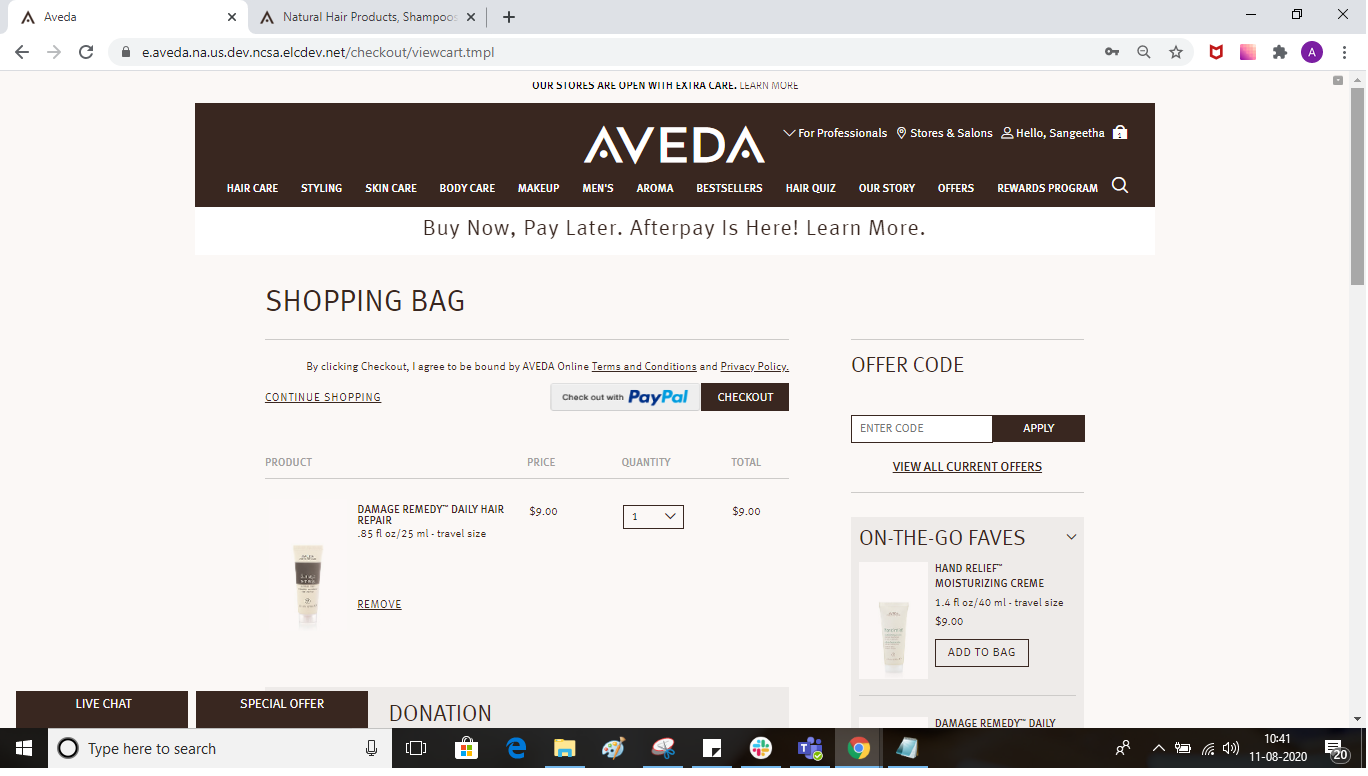 Aveda
Natural Hair Products, Shampoos
e.aveda.na.us.dev.ncsa.elcdev.net/checkout/viewcart.tmpl
A
OUR STORES ARE OPEN WITH EXTRA CARE. LEARN MORE
AVEDA
For Professionals Stores & Salons Hello, Sangeetha 1
HAIR CARE STYLING SKIN CARE BODY CARE MAKEUP MEN'S AROMA BESTSELLERS HAIR QUIZ OUR STORY OFFERS REWARDS PROGRAM
Buy Now, Pay Later. Afterpay Is Here! Learn More.
SHOPPING BAG
By clicking Checkout, I agree to be bound by AVEDA Online Terms and Conditions and Privacy Policy.
CONTINUE SHOPPING
Check out with PayPal
CHECKOUT
PRODUCT PRICE QUANTITY TOTAL
DAMAGE REMEDY™ DAILY HAIR
REPAIR
.85 fl oz/25 ml - travel size
$9.00
1
$9.00
REMOVE
DONATION
OFFER CODE
ENTER CODE
APPLY
VIEW ALL CURRENT OFFERS
ON-THE-GO FAVES
HAND RELIEF™
MOISTURIZING CREME
1.4 fl oz/40 ml - travel size
$9.00
ADD TO BAG
DAMAGE REMEDY™ DAILY
LIVE CHAT
SPECIAL OFFER
Type here to search
10:41
11-08-2020
20